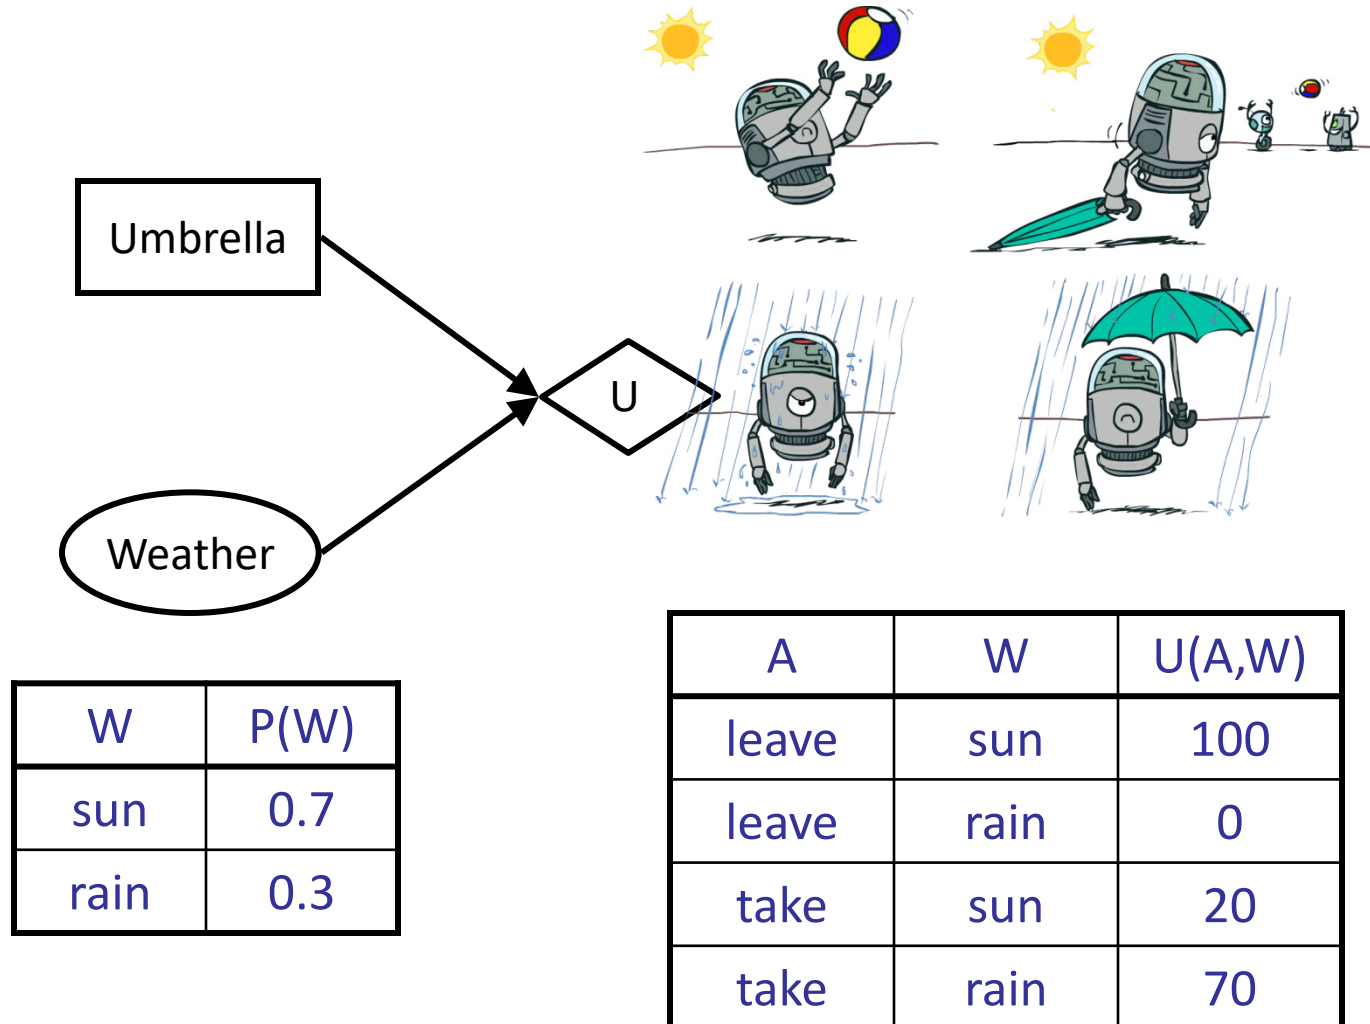 Umbrella
U
Weather
W P(W)
sun 0.7
rain 0.3
A W U(A,W)
leave sun 100
leave rain 0
take sun 20
take rain 70